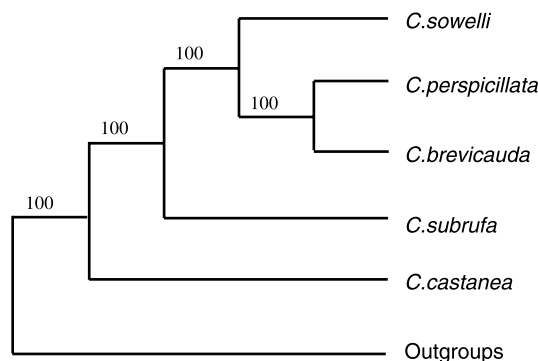 C.sowelli
100
C.perspicillata
100
100
C.brevicauda
100
C.subrufa
C.castanea
Outgroups